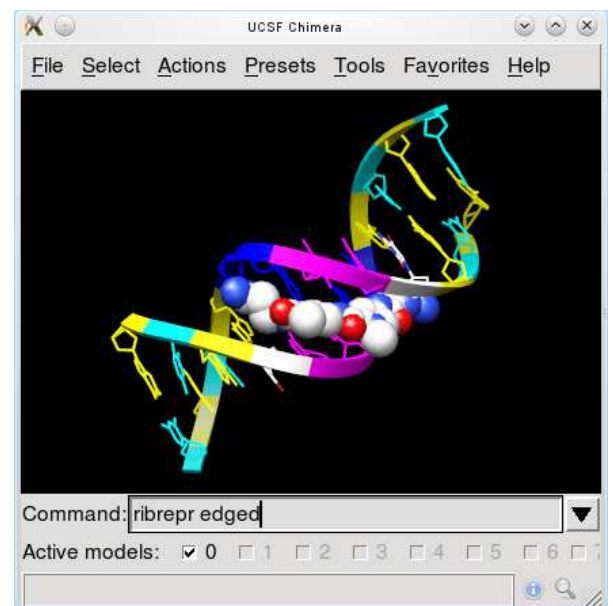 UCSF Chimera
File Select Actions Presets Tools Favorites Help
Command: ribrepr edged
Active models: 0 1 2 3 4 5 6 7